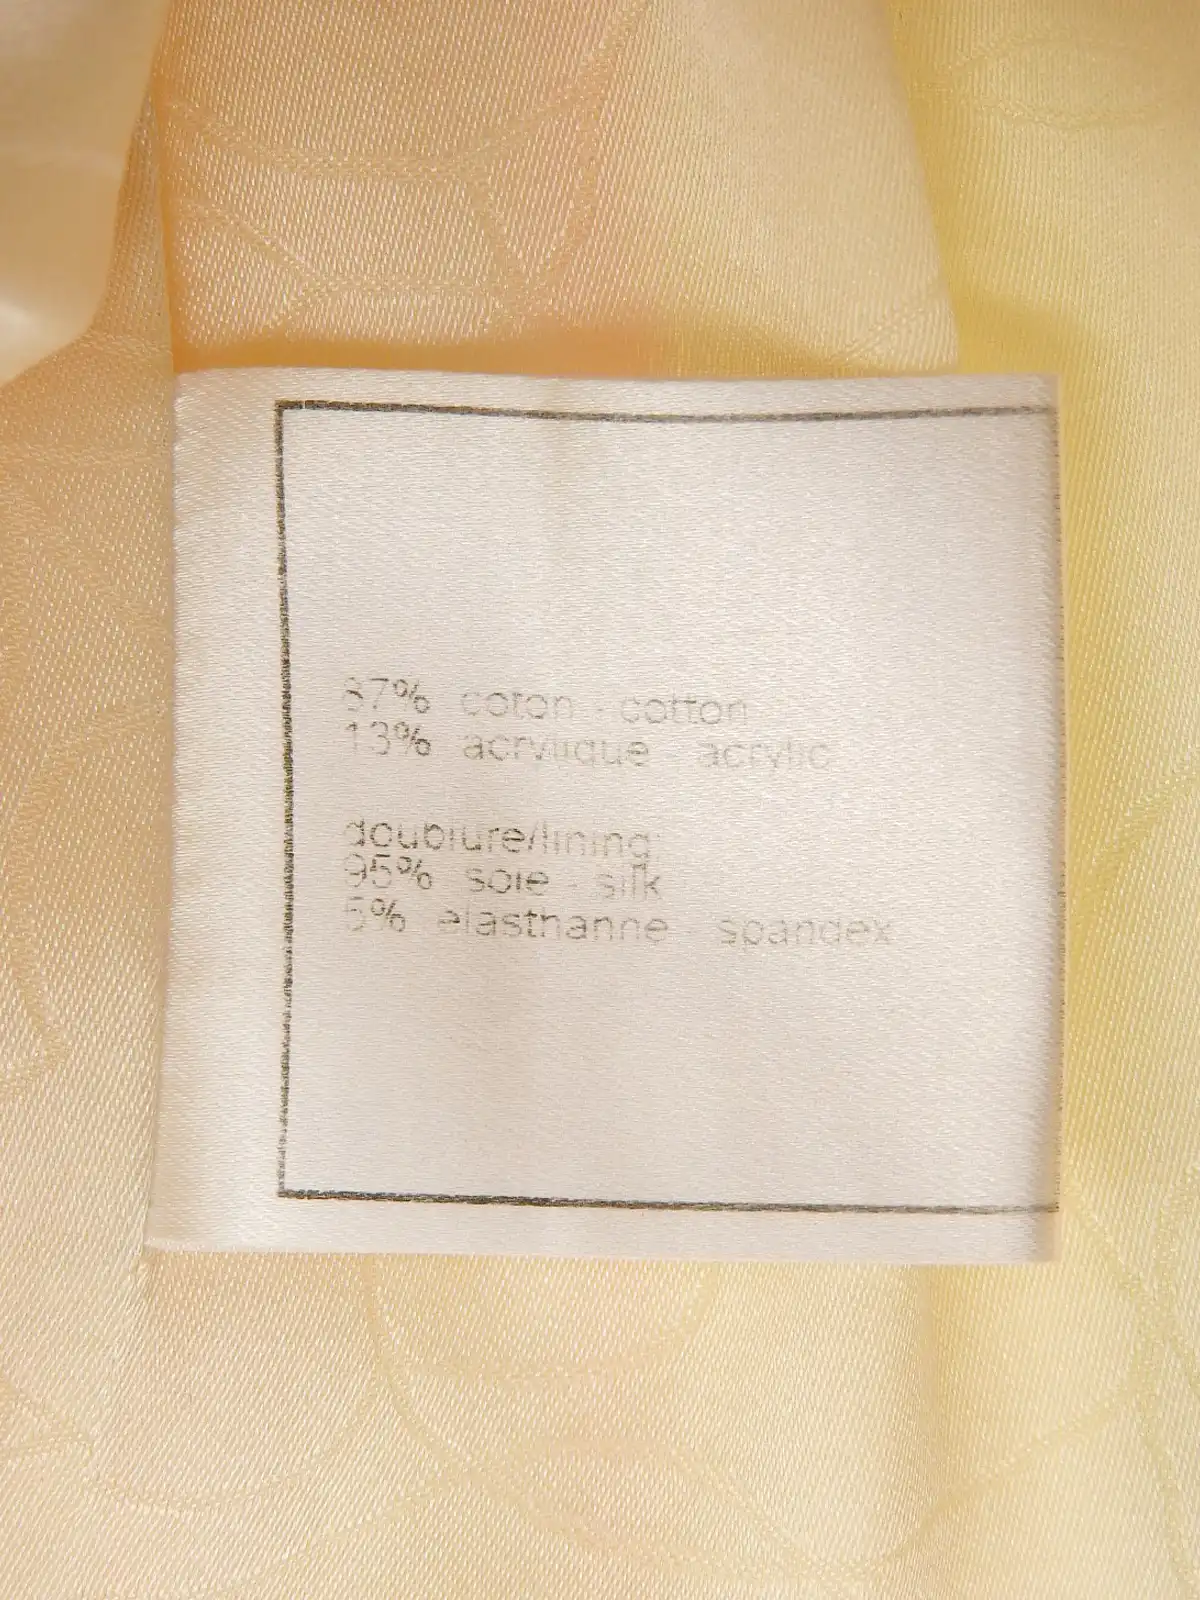 87% coton - cotton
13% acrylique - acrylic
doublure/lining:
95% soie - silk
5% elasthanne - spandex